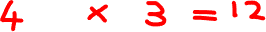 4 × 3 = 12